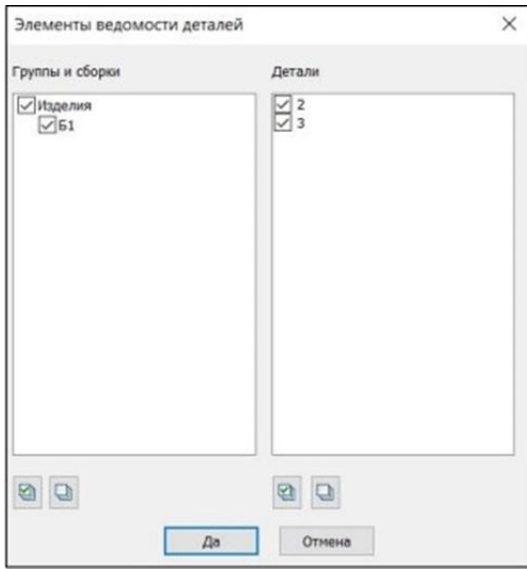 Элементы ведомости деталей
Группы и сборки
Изделия
Б1
Детали
2
3
Да
Отмена